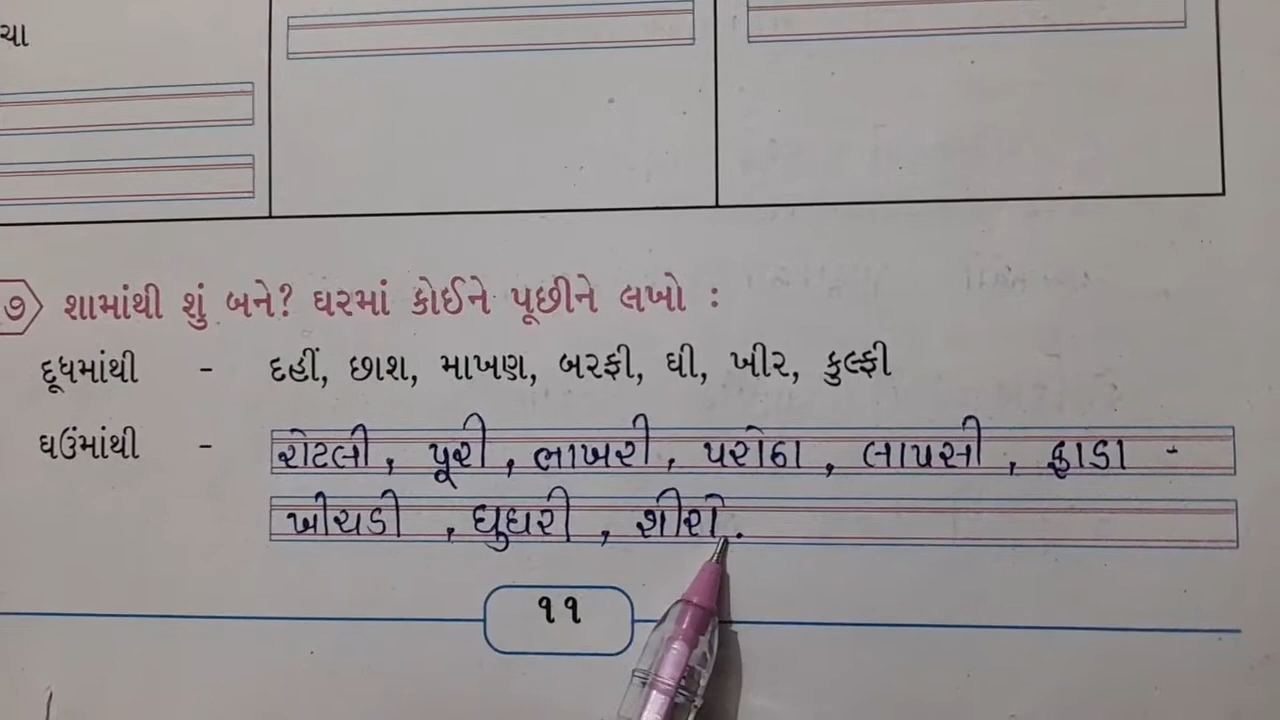 ચા
૭ શામાંથી શું બને? ઘરમાં કોઈને પૂછીને લખો :
દૂધમાંથી - દહીં, છાશ, માખણ, બરફી, ઘી, ખીર, કુલ્ફી
ઘઉંમાંથી - રોટલી, પૂરી, ભાખરી, પરોઠા, લાપસી, ફાડા -
ખીચડી, ઘુઘરી, શીરો.
૧૧